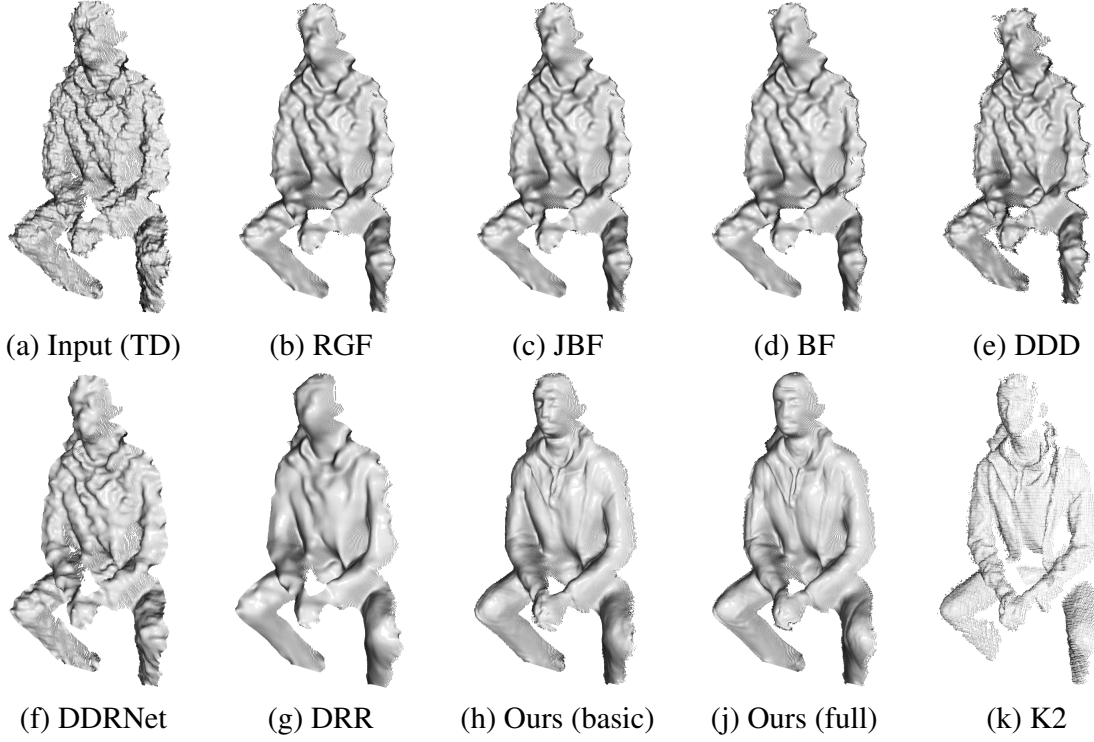 (a) Input (TD)
(b) RGF
(c) JBF
(d) BF
(e) DDD
(f) DDRNet
(g) DRR
(h) Ours (basic)
(j) Ours (full)
(k) K2